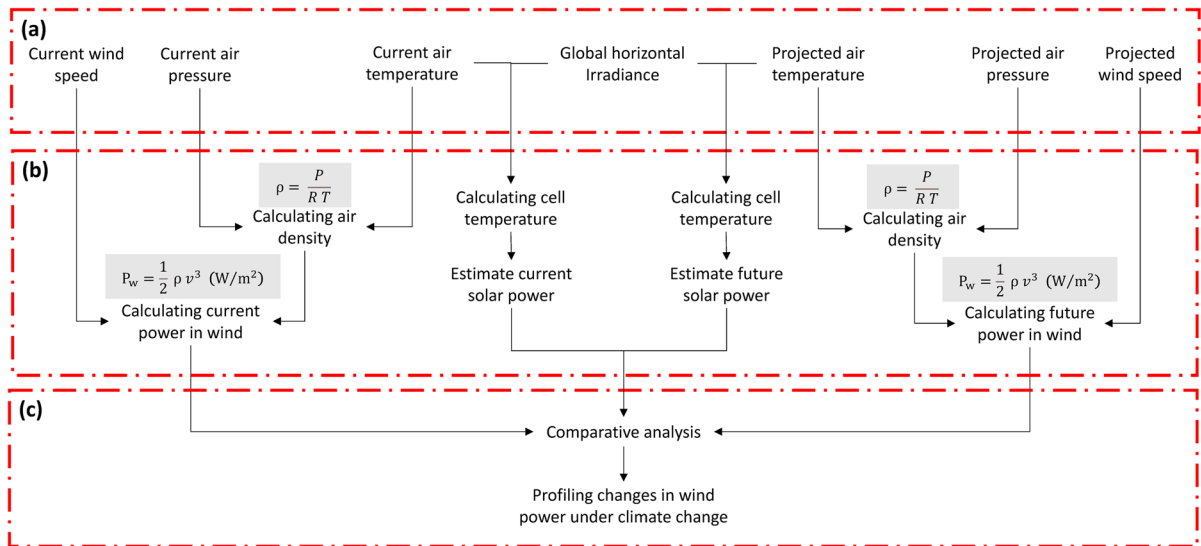 (a)
Current wind
speed
Current air
pressure
Current air
temperature
Global horizontal
Irradiance
Projected air
temperature
Projected air
pressure
Projected
wind speed
(b)
ρ = P / R T
Calculating air
density
P_w = 1/2 ρ v³ (W/m²)
Calculating current
power in wind
Calculating cell
temperature
Estimate current
solar power
Calculating cell
temperature
Estimate future
solar power
ρ = P / R T
Calculating air
density
P_w = 1/2 ρ v³ (W/m²)
Calculating future
power in wind
(c)
Comparative analysis
Profiling changes in wind
power under climate change